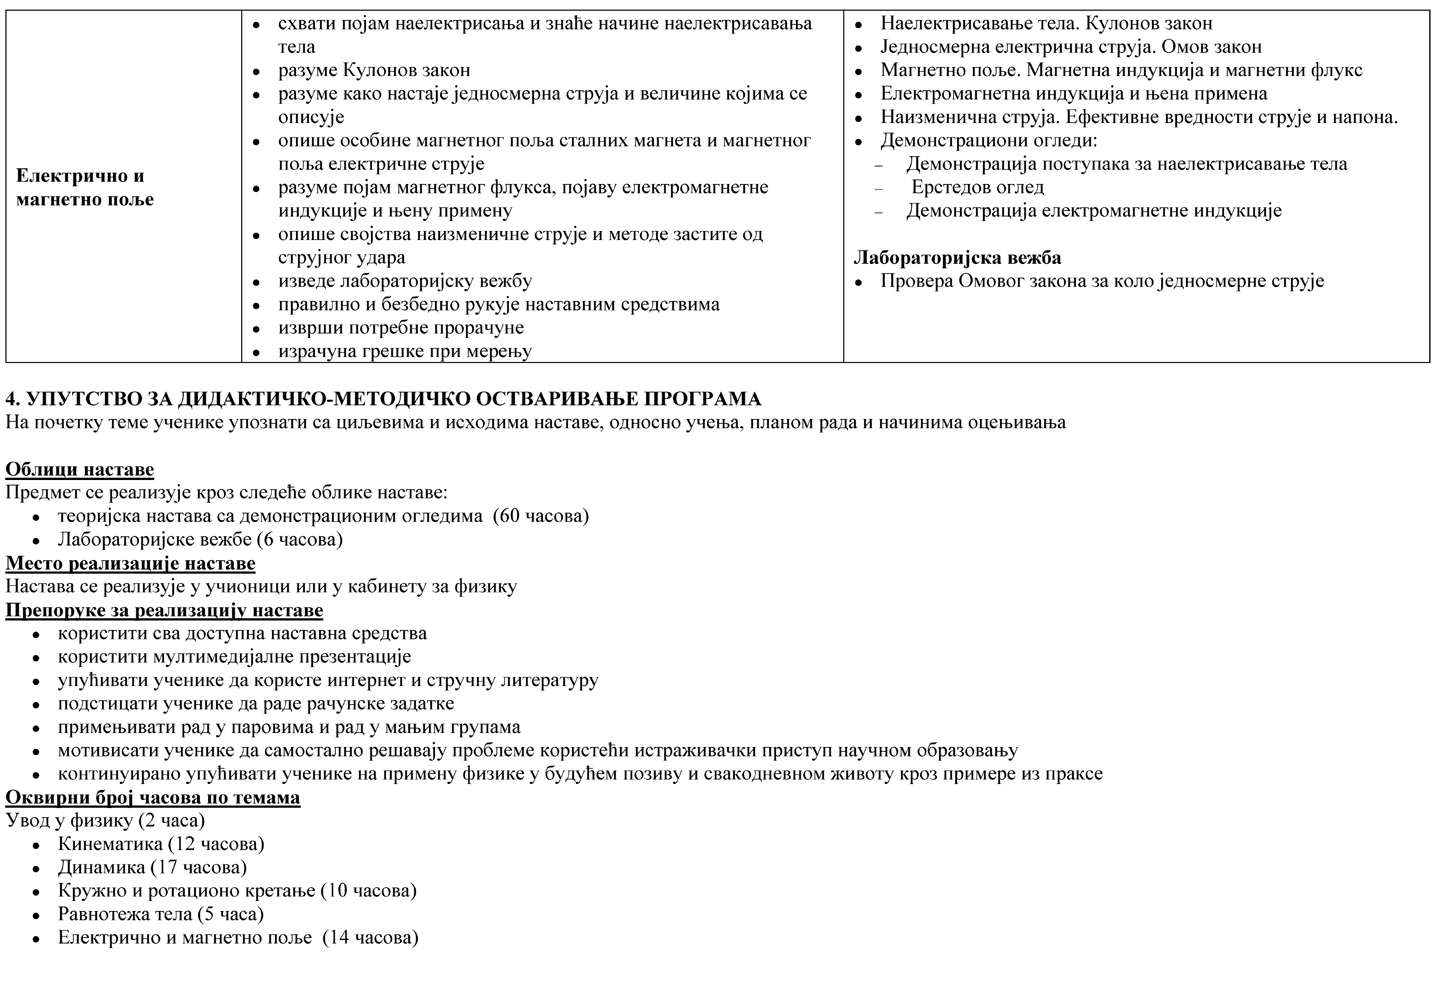 Електрично и
магнетно поље
● схвати појам наелектрисања и знаће начине наелектрисавања
тела
● разуме Кулонов закон
● разуме како настаје једносмерна струја и величине којима се
описује
● опише особине магнетног поља сталних магнета и магнетног
поља електричне струје
● разуме појам магнетног флукса, појаву електромагнетне
индукције и њену примену
● опише својства наизменичне струје и методе застите од
струјног удара
● изведе лабораторијску вежбу
● правилно и безбедно рукује наставним средствима
● изврши потребне прорачуне
● израчуна грешке при мерењу
● Наелектрисавање тела. Кулонов закон
● Једносмерна електрична струја. Омов закон
● Магнетно поље. Магнетна индукција и магнетни флукс
● Електромагнетна индукција и њена примена
● Наизменична струја. Ефективне вредности струје и напона.
● Демонстрациони огледи:
– Демонстрација поступака за наелектрисавање тела
– Ерстедов оглед
– Демонстрација електромагнетне индукције
Лабораторијска вежба
● Провера Омовог закона за коло једносмерне струје
4. УПУТСТВО ЗА ДИДАКТИЧКО-МЕТОДИЧКО ОСТВАРИВАЊЕ ПРОГРАМА
На почетку теме ученике упознати са циљевима и исходима наставе, односно учења, планом рада и начинима оцењивања
Облици наставе
Предмет се реализује кроз следеће облике наставе:
● теоријска настава са демонстрационим огледима (60 часова)
● Лабораторијске вежбе (6 часова)
Место реализације наставе
Настава се реализује у учионици или у кабинету за физику
Препоруке за реализацију наставе
● користити сва доступна наставна средства
● користити мултимедијалне презентације
● упућивати ученике да користе интернет и стручну литературу
● подстицати ученике да раде рачунске задатке
● примењивати рад у паровима и рад у мањим групама
● мотивисати ученике да самостално решавају проблеме користећи истраживачки приступ научном образовању
● континуирано упућивати ученике на примену физике у будућем позиву и свакодневном животу кроз примере из праксе
Оквирни број часова по темама
Увод у физику (2 часа)
● Кинематика (12 часова)
● Динамика (17 часова)
● Кружно и ротационо кретање (10 часова)
● Равнотежа тела (5 часа)
● Електрично и магнетно поље (14 часова)